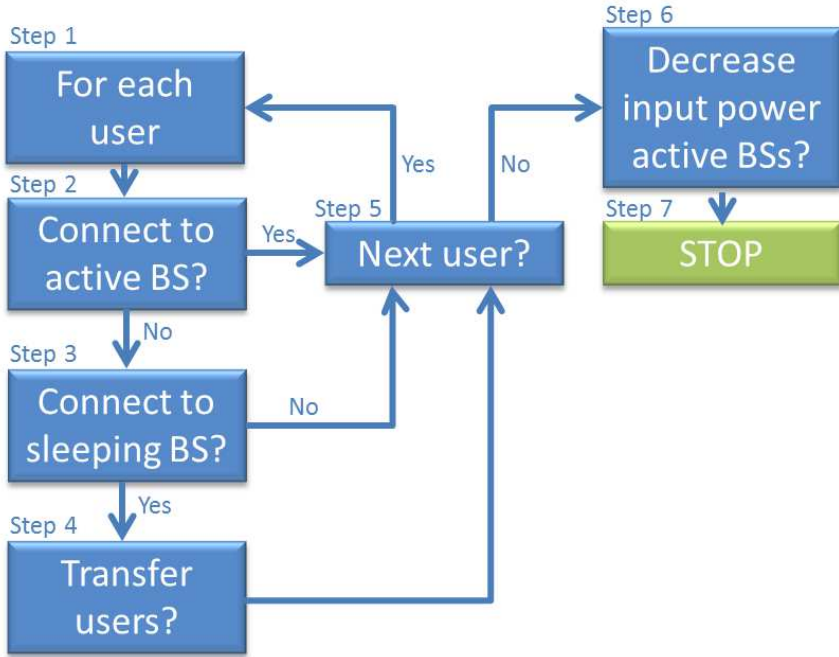 Step 1
For each
user
Step 2
Connect to
active BS?
Yes
No
Step 3
Connect to
sleeping BS?
No
Yes
Step 4
Transfer
users?
Step 5
Next user?
Yes
No
Step 6
Decrease
input power
active BSs?
Step 7
STOP